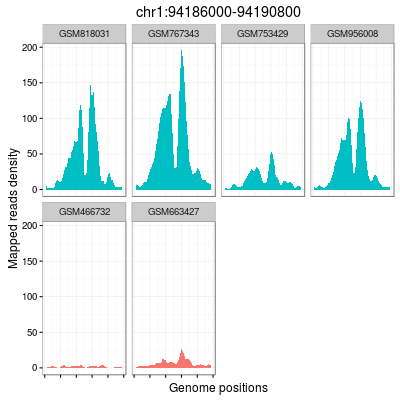 chr1:94186000-94190800
GSM818031 GSM767343 GSM753429 GSM956008
200
150
100
50
0
GSM466732 GSM663427
200
150
100
50
0
Mapped reads density
Genome positions